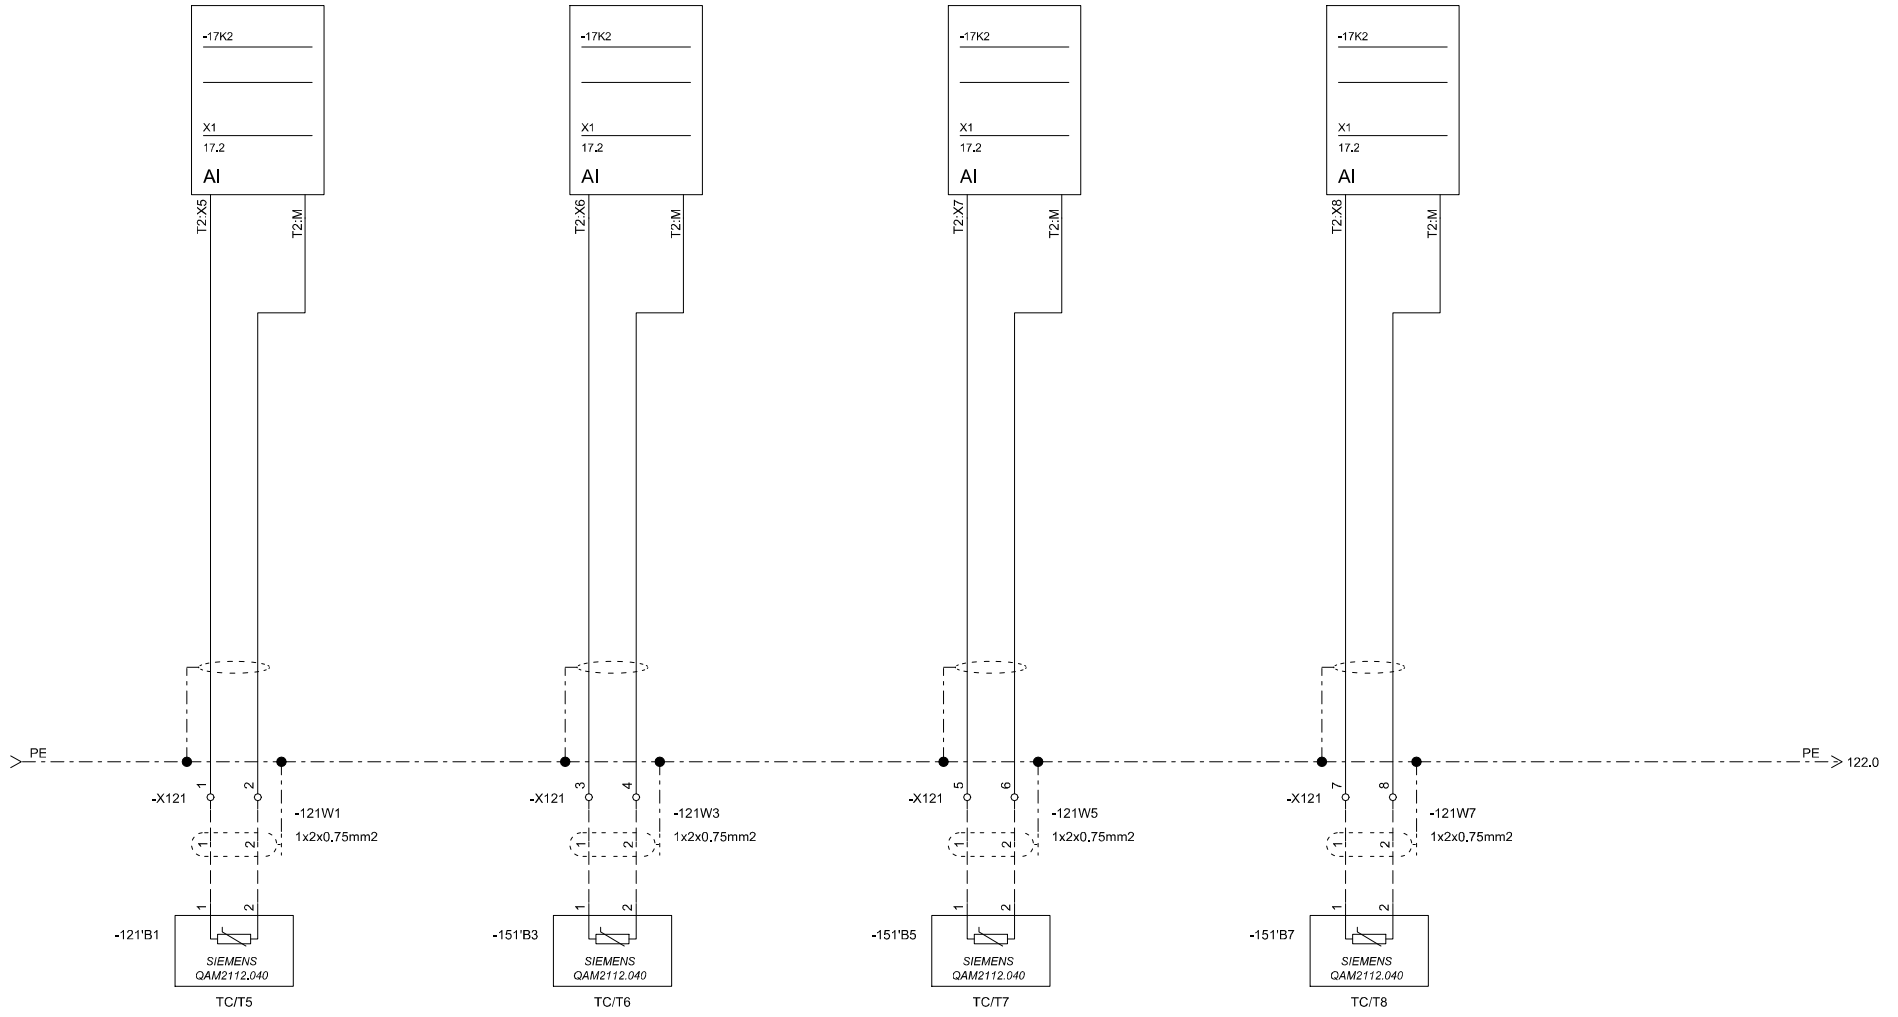 -17K2
X1
17.2
AI
T2:X5
T2:M
-17K2
X1
17.2
AI
T2:X6
T2:M
-17K2
X1
17.2
AI
T2:X7
T2:M
-17K2
X1
17.2
AI
T2:X8
T2:M
PE
PE
122.0
-X121
1
2
-121W1
1x2x0.75mm2
1
2
-X121
3
4
-121W3
1x2x0.75mm2
1
2
-X121
5
6
-121W5
1x2x0.75mm2
1
2
-X121
7
8
-121W7
1x2x0.75mm2
1
2
-121'B1
1
2
SIEMENS
QAM2112.040
TC/T5
-151'B3
1
2
SIEMENS
QAM2112.040
TC/T6
-151'B5
1
2
SIEMENS
QAM2112.040
TC/T7
-151'B7
1
2
SIEMENS
QAM2112.040
TC/T8